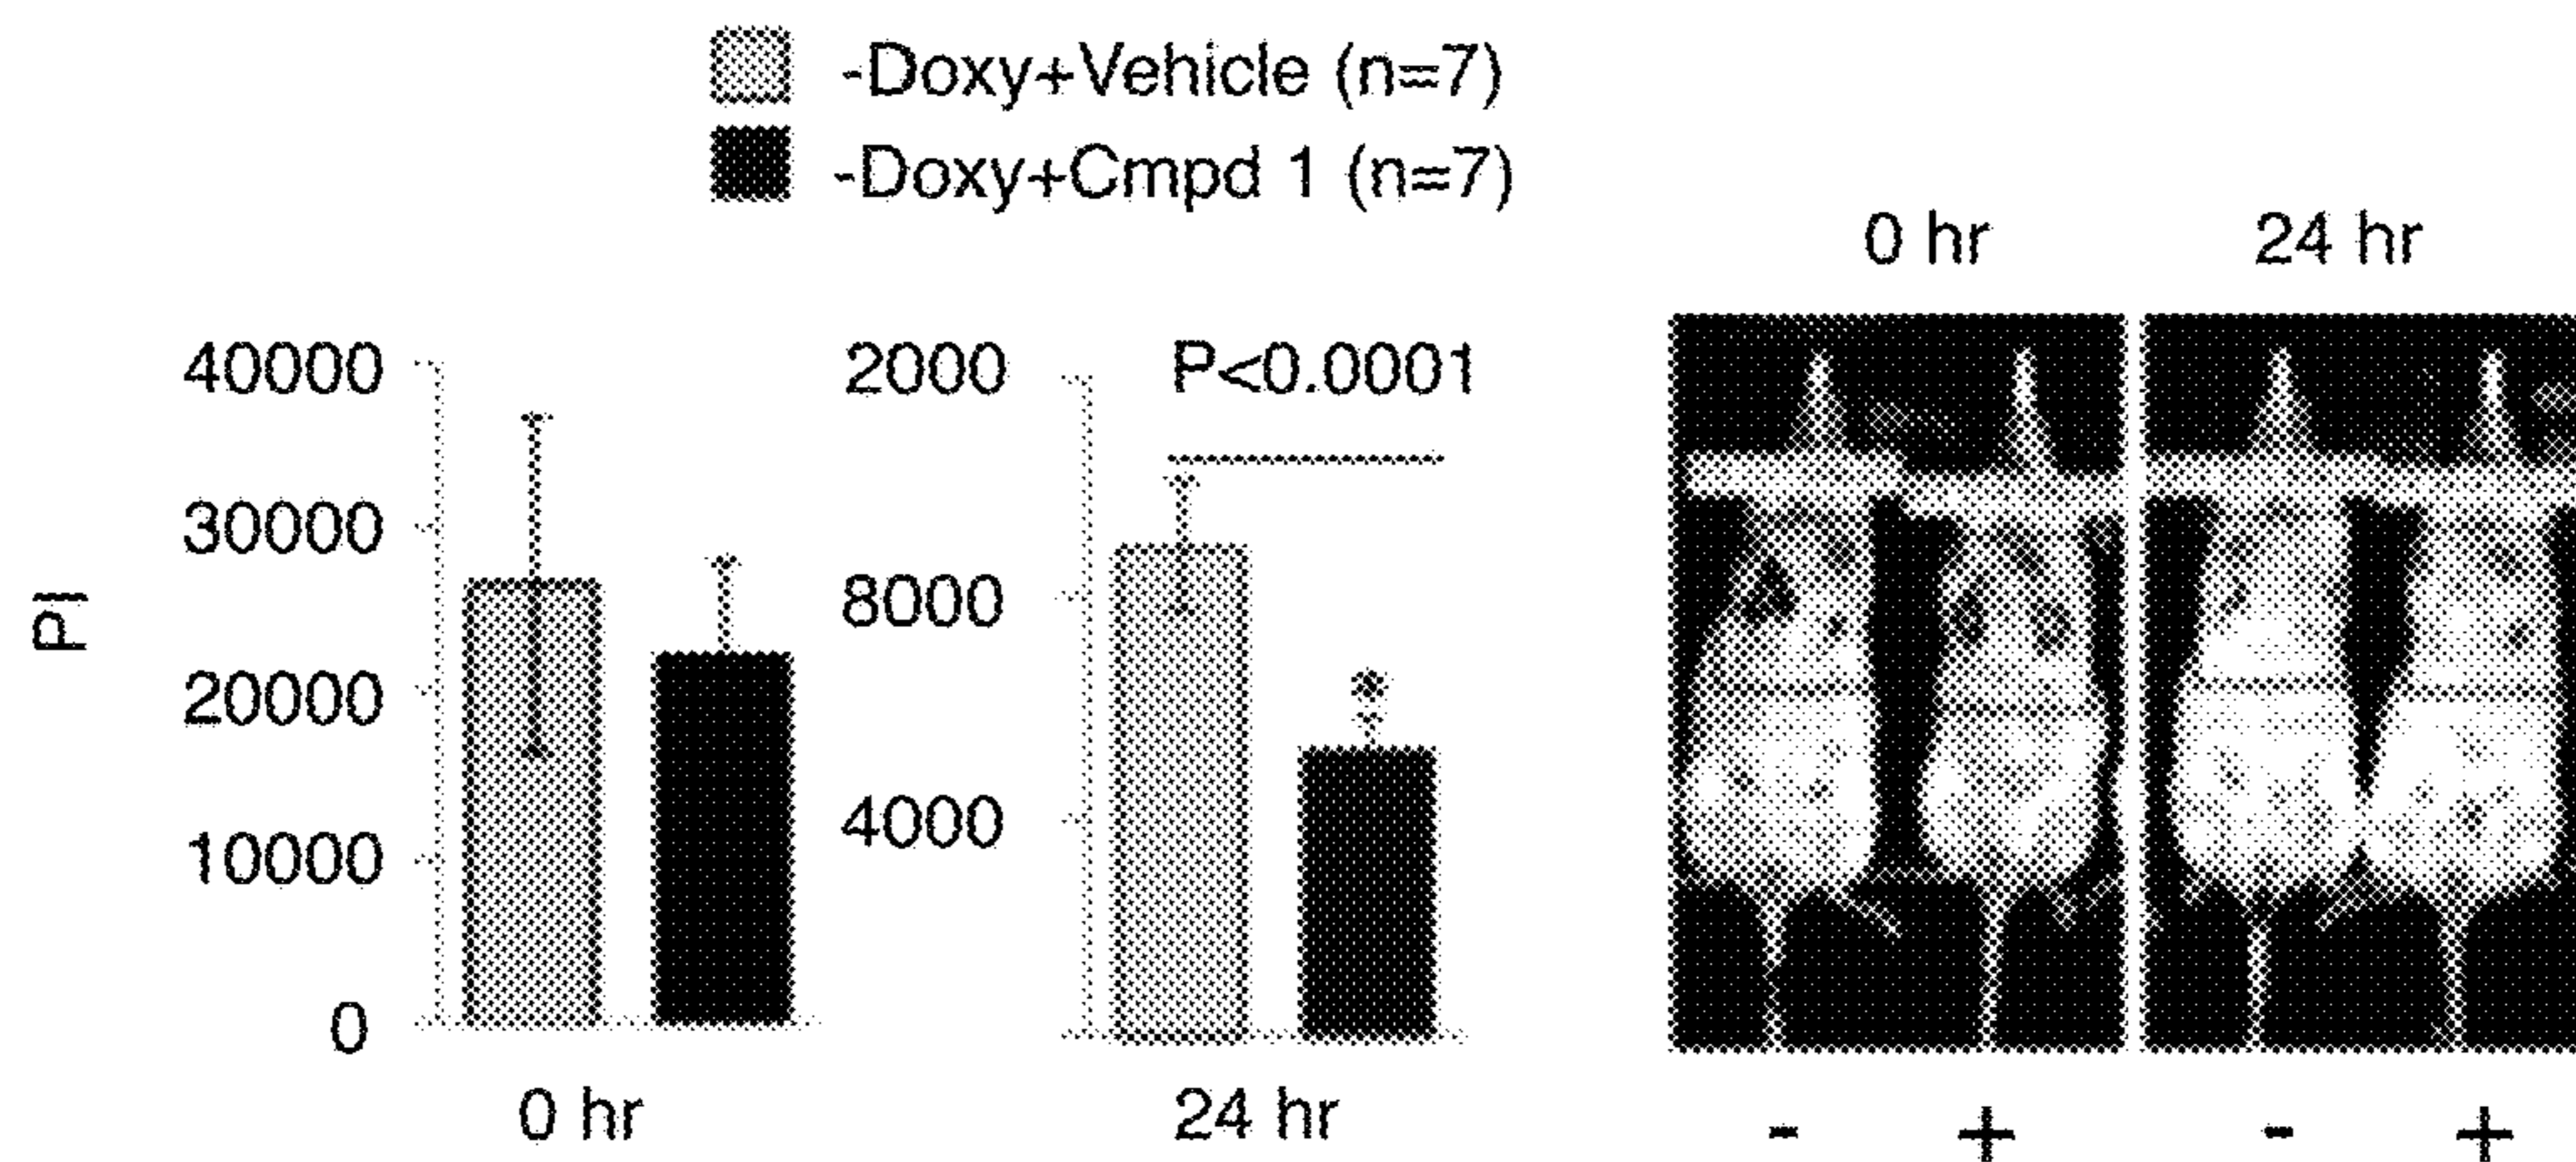 -Doxy+Vehicle (n=7)
-Doxy+Cmpd 1 (n=7)
0 hr 24 hr
40000
30000
20000
10000
0
PI
2000
8000
4000
P<0.0001
*
0 hr
24 hr
- + - +